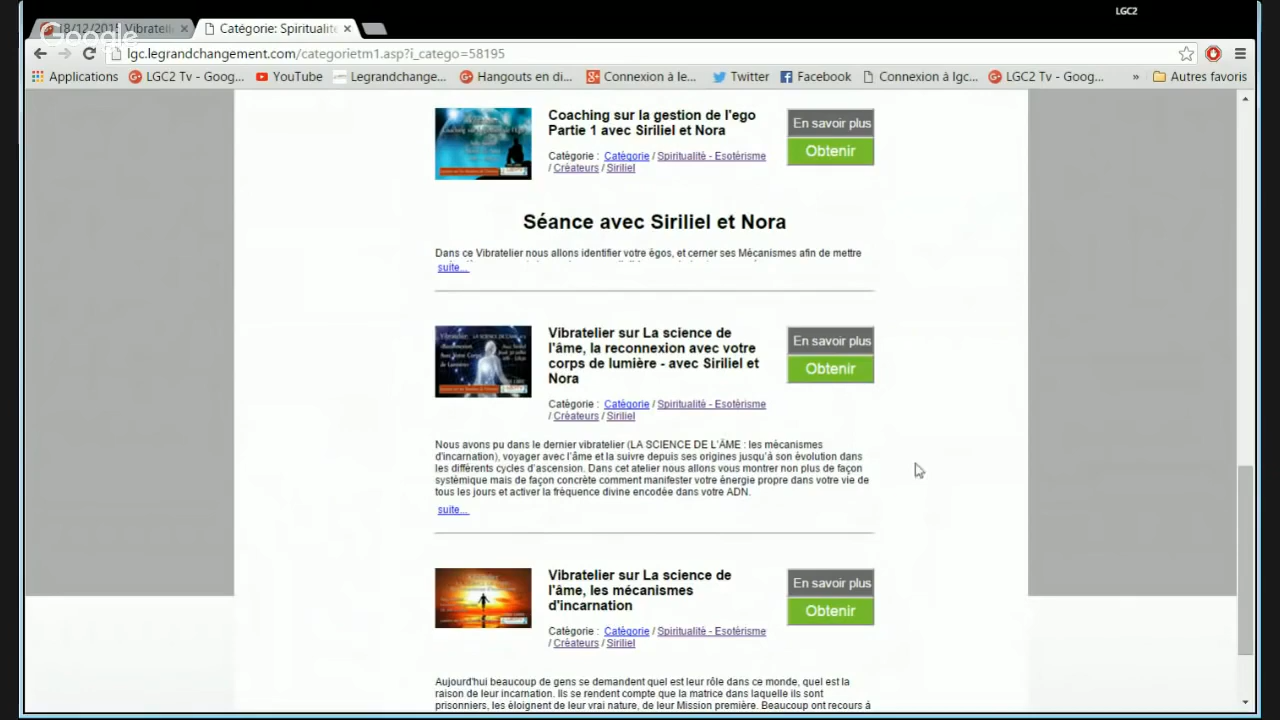 LGC2
18/12/2015 Vibratelie
Catégorie: Spiritualité
Google
lgc.legrandchangement.com/categorietm1.asp?i_catego=58195
Applications
LGC2 Tv - Goog...
YouTube
Legrandchange...
Hangouts en di...
Connexion à le...
Twitter
Facebook
Connexion à lgc...
LGC2 Tv - Goog...
»
Autres favoris
Coaching sur la gestion de l'ego
Partie 1 avec Siriliel et Nora
En savoir plus
Obtenir
Catégorie : Catégorie / Spiritualité - Esotérisme
/ Créateurs / Siriliel
Séance avec Siriliel et Nora
Dans ce Vibratelier nous allons identifier votre égos, et cerner ses Mécanismes afin de mettre
suite...
Vibratelier sur La science de
l'âme, la reconnexion avec votre
corps de lumière - avec Siriliel et
Nora
En savoir plus
Obtenir
Catégorie : Catégorie / Spiritualité - Esotérisme
/ Créateurs / Siriliel
Nous avons pu dans le dernier vibratelier (LA SCIENCE DE L'ÂME : les mécanismes
d'incarnation), voyager avec l'âme et la suivre depuis ses origines jusqu'à son évolution dans
les différents cycles d'ascension. Dans cet atelier nous allons vous montrer non plus de façon
systémique mais de façon concrète comment manifester votre énergie propre dans votre vie de
tous les jours et activer la fréquence divine encodée dans votre ADN.
suite...
Vibratelier sur La science de
l'âme, les mécanismes
d'incarnation
En savoir plus
Obtenir
Catégorie : Catégorie / Spiritualité - Esotérisme
/ Créateurs / Siriliel
Aujourd'hui beaucoup de gens se demandent quel est leur rôle dans ce monde, quel est la
raison de leur incarnation. Ils se rendent compte que la matrice dans laquelle ils sont
prisonniers, les éloignent de leur vrai nature, de leur Mission première. Beaucoup ont recours à